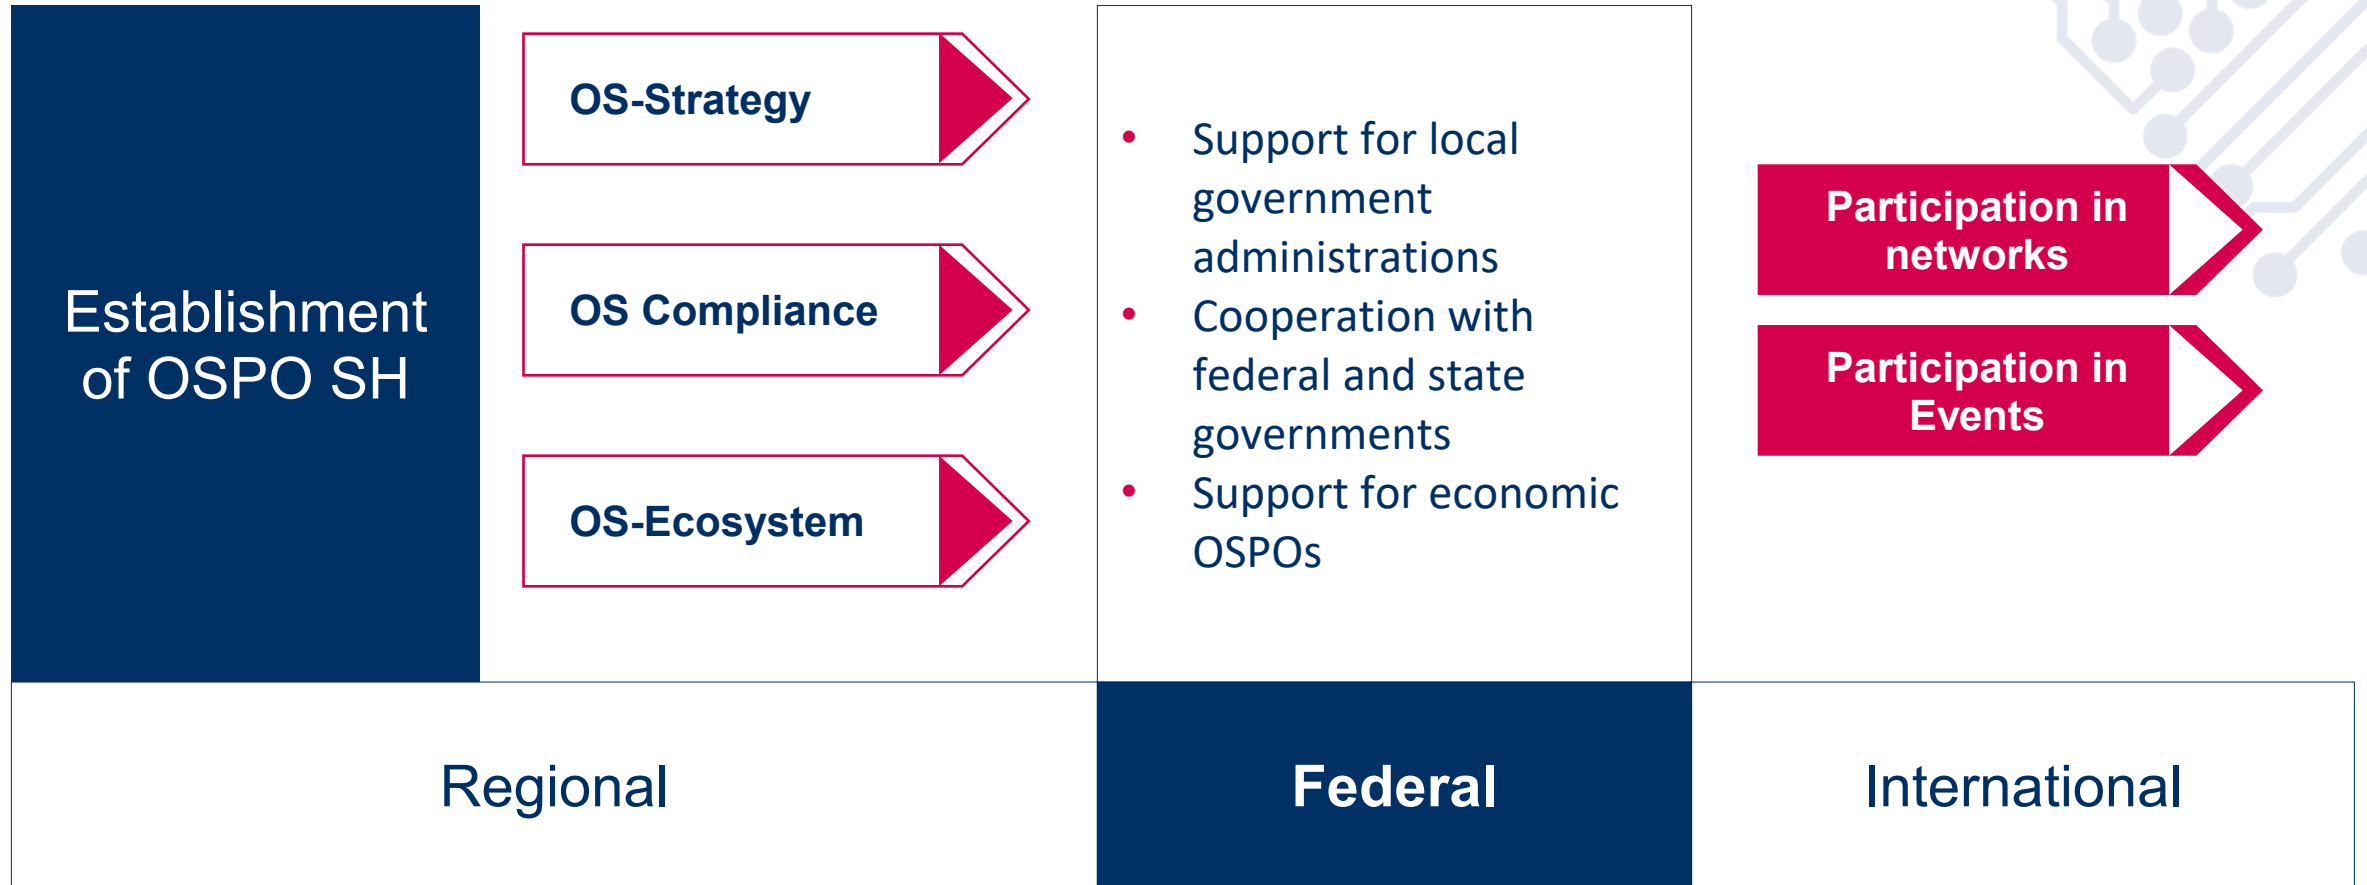 Establishment
of OSPO SH
OS-Strategy
OS Compliance
OS-Ecosystem
• Support for local
government
administrations
• Cooperation with
federal and state
governments
• Support for economic
OSPOs
Participation in
networks
Participation in
Events
Regional
Federal
International